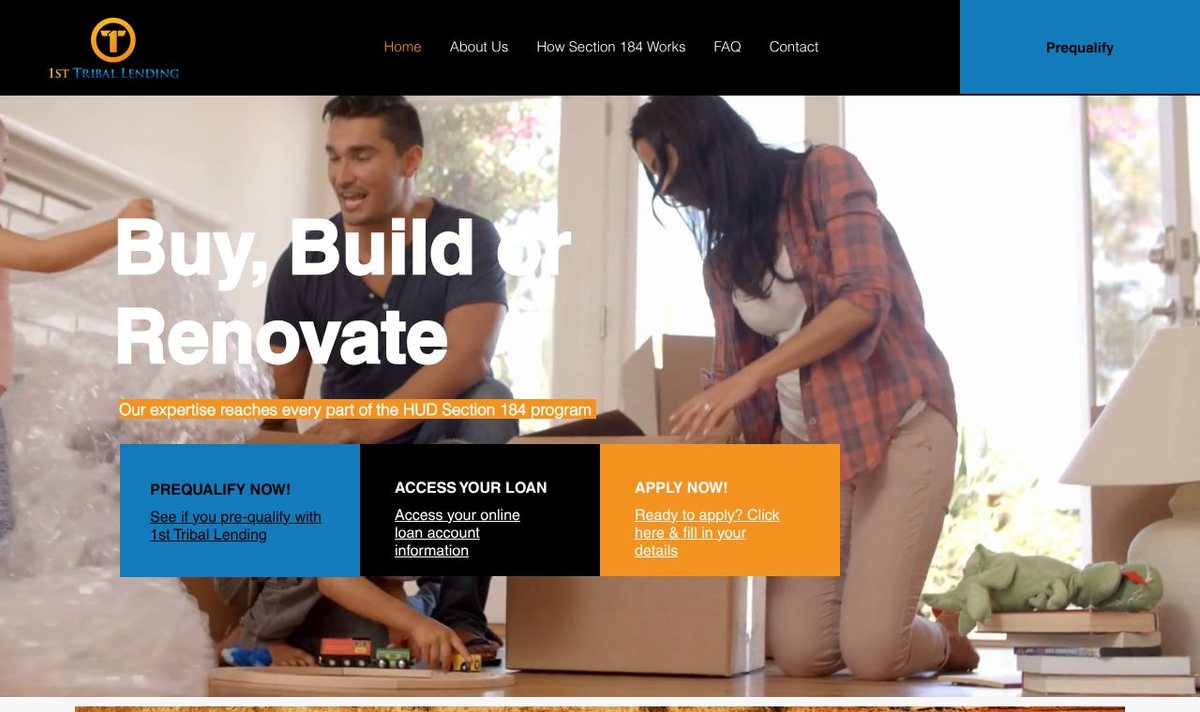 1ST TRIBAL LENDING
Home
About Us
How Section 184 Works
FAQ
Contact
Prequalify
Buy, Build or
Renovate
Our expertise reaches every part of the HUD Section 184 program
PREQUALIFY NOW!
See if you pre-qualify with
1st Tribal Lending
ACCESS YOUR LOAN
Access your online
loan account
information
APPLY NOW!
Ready to apply? Click
here & fill in your
details